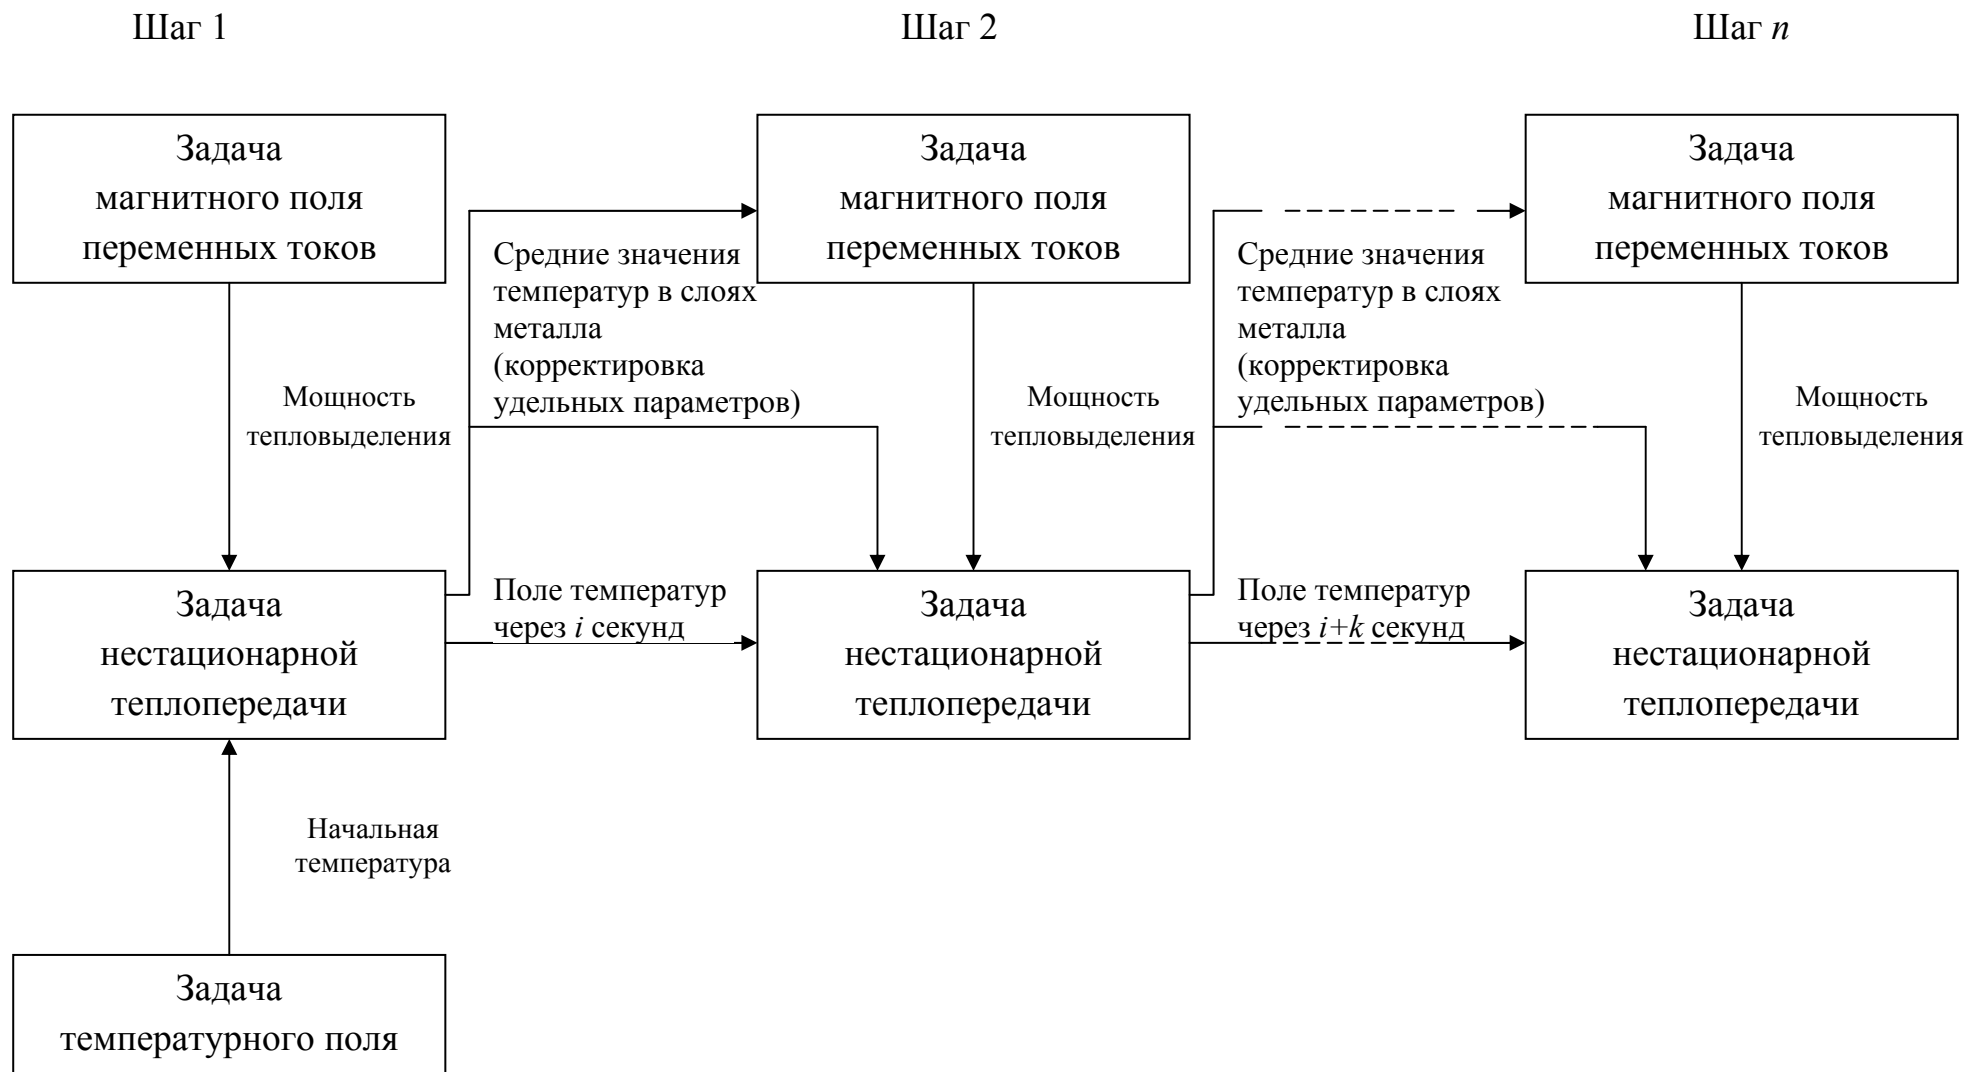 Шаг 1
Шаг 2
Шаг n
Задача
магнитного поля
переменных токов
Задача
магнитного поля
переменных токов
Задача
магнитного поля
переменных токов
Средние значения
температур в слоях
металла
(корректировка
удельных параметров)
Средние значения
температур в слоях
металла
(корректировка
удельных параметров)
Мощность
тепловыделения
Мощность
тепловыделения
Мощность
тепловыделения
Задача
нестационарной
теплопередачи
Поле температур
через i секунд
Задача
нестационарной
теплопередачи
Поле температур
через i+k секунд
Задача
нестационарной
теплопередачи
Начальная
температура
Задача
температурного поля